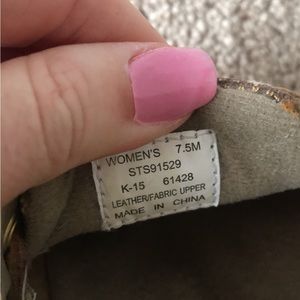 WOMEN'S 7.5M
STS91529
K-15 61428
LEATHER/FABRIC UPPER
MADE IN CHINA